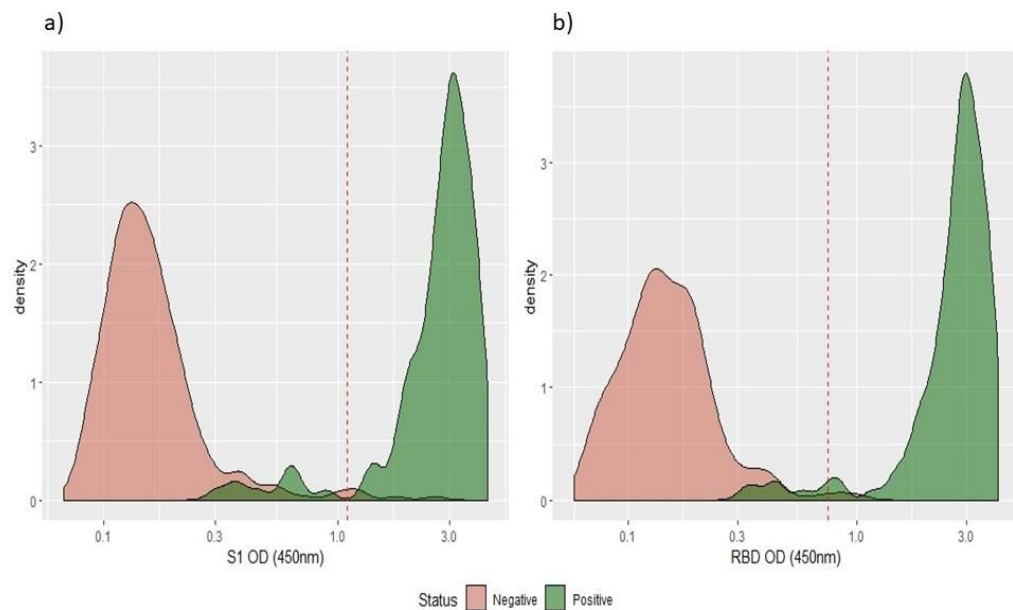 a)
b)
density
3
2
1
0
0.1
0.3
1.0
3.0
S1 OD (450nm)
density
3
2
1
0
0.1
0.3
1.0
3.0
RBD OD (450nm)
Status Negative Positive